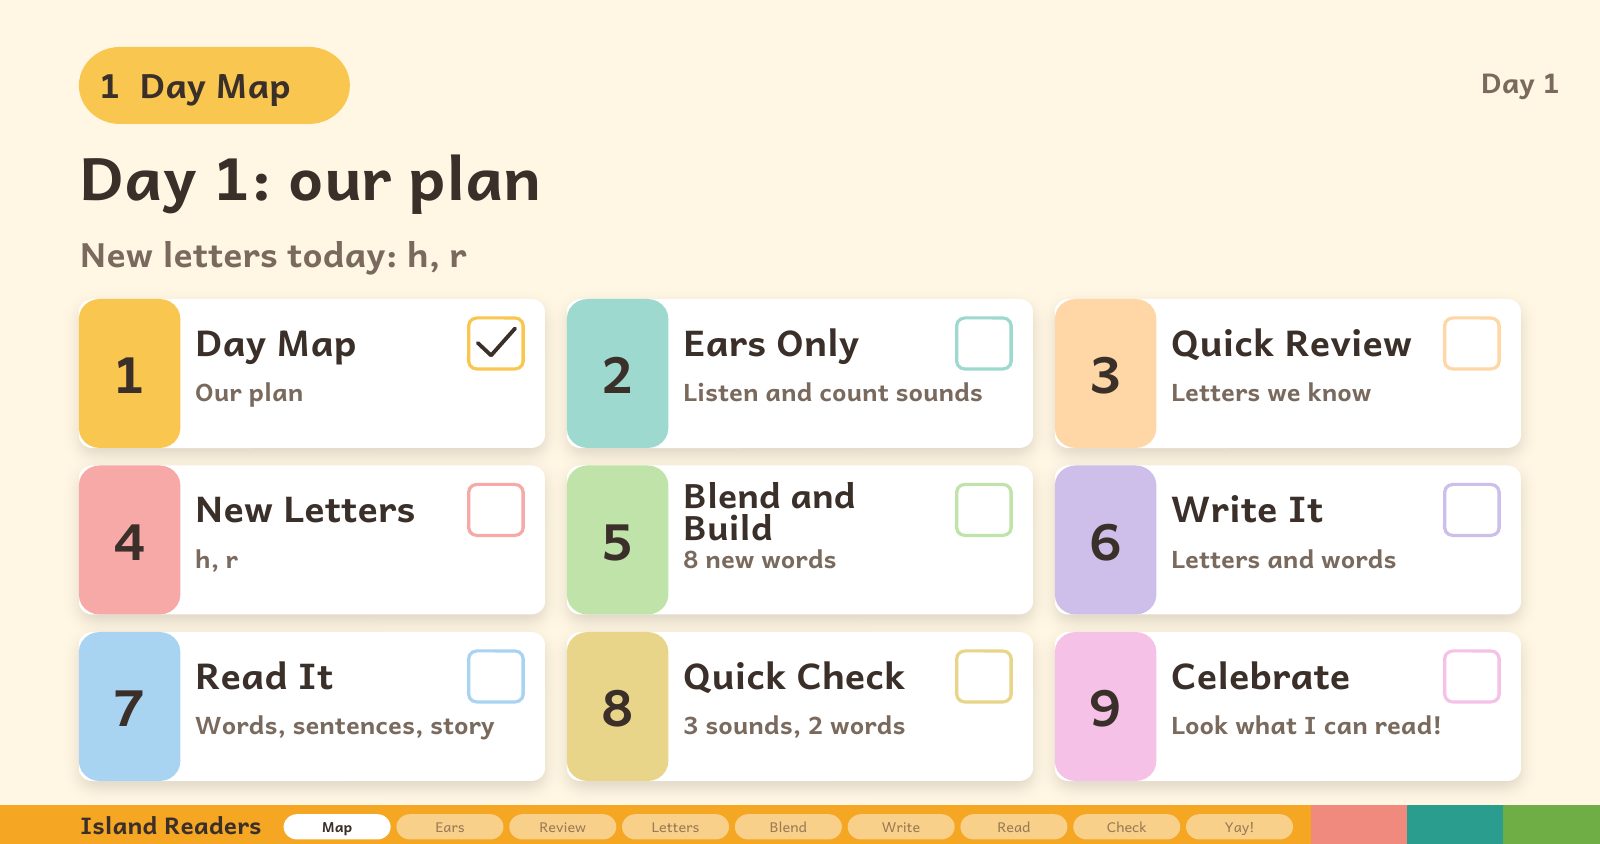 1 Day Map
Day 1
Day 1: our plan
New letters today: h, r
1
Day Map
Our plan
2
Ears Only
Listen and count sounds
3
Quick Review
Letters we know
4
New Letters
h, r
5
Blend and
Build
8 new words
6
Write It
Letters and words
7
Read It
Words, sentences, story
8
Quick Check
3 sounds, 2 words
9
Celebrate
Look what I can read!
Island Readers
Map
Ears
Review
Letters
Blend
Write
Read
Check
Yay!